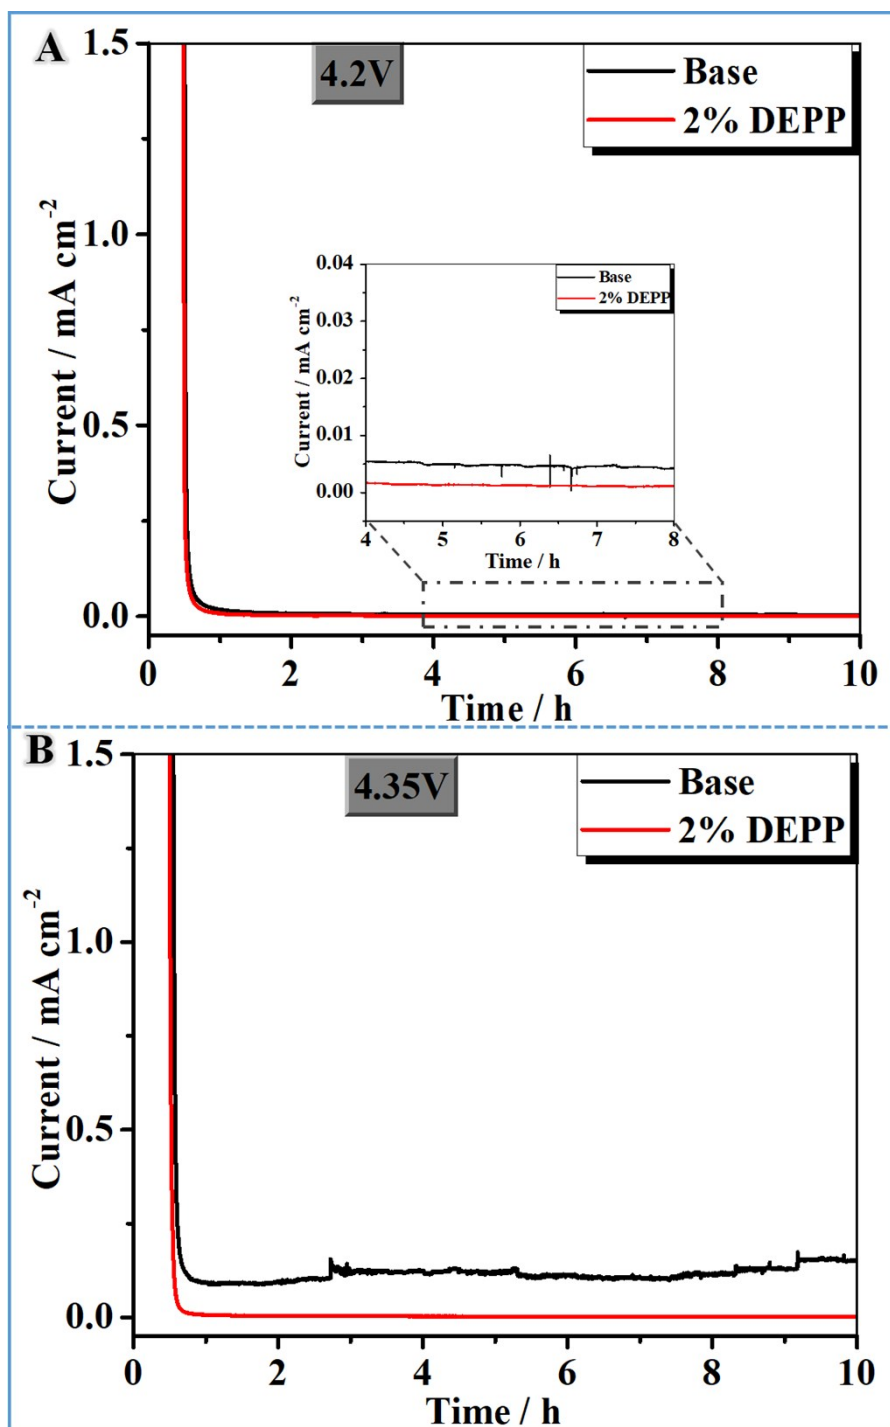 A
4.2V
Base
2% DEPP
1.5
1.0
0.5
0.0
Current / mA cm-2
0 2 4 6 8 10
Time / h
Base
2% DEPP
0.04
0.03
0.02
0.01
0.00
Current / mA cm-2
4 5 6 7 8
Time / h
B
4.35V
Base
2% DEPP
1.5
1.0
0.5
0.0
Current / mA cm-2
0 2 4 6 8 10
Time / h